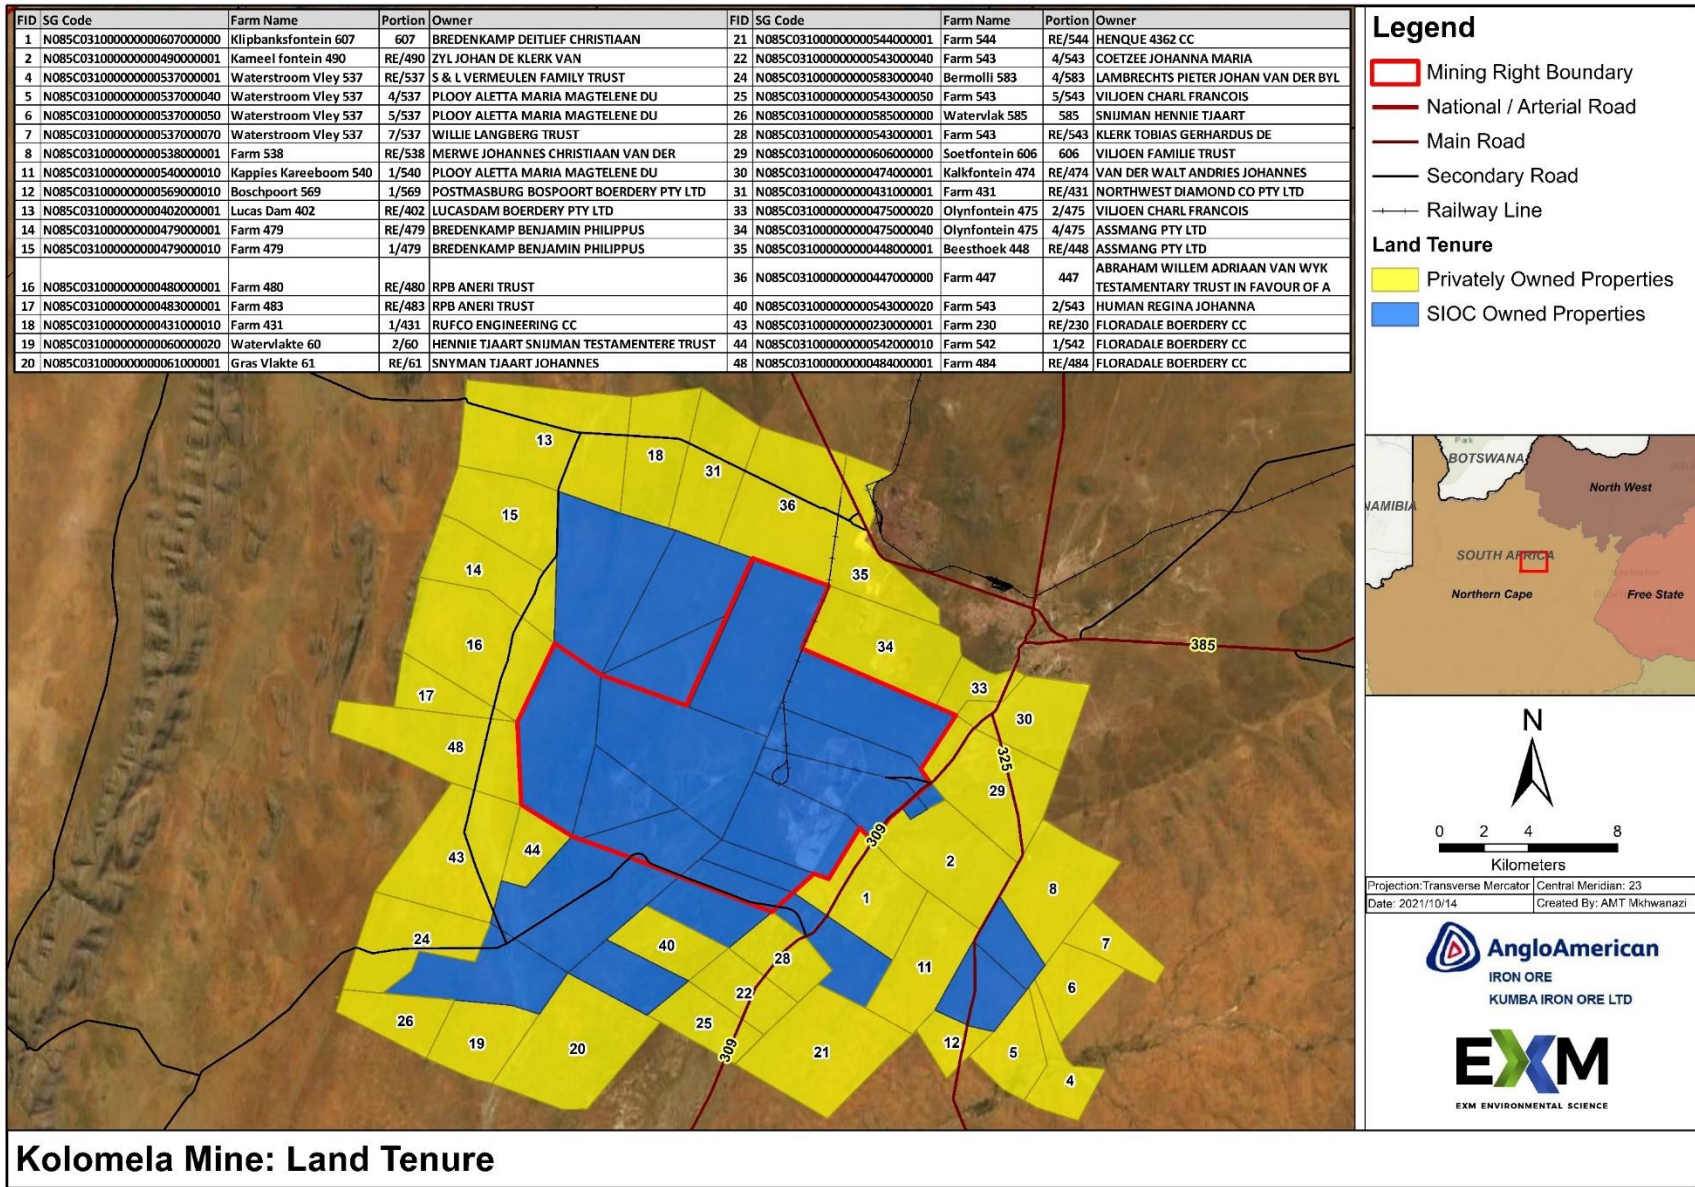 FID SG Code Farm Name Portion Owner FID SG Code Farm Name Portion Owner
1 N085C031000000000607000000 Klipbanksfontein 607 607 BREDENKAMP DEITLIEF CHRISTIAAN 21 N085C03100000000544000001 Farm 544 RE/544 HENQUE 4362 CC
2 N085C03100000000490000001 Kameel fontein 490 RE/490 ZYL JOHAN DE KLERK VAN 22 N085C03100000000543000040 Farm 543 4/543 COETZEE JOHANNA MARIA
4 N085C03100000000537000001 Waterstroom Vley 537 RE/537 S & L VERMEULEN FAMILY TRUST 24 N085C03100000000583000040 Bermolli 583 4/583 LAMBRECHTS PIETER JOHAN VAN DER BYL
5 N085C03100000000537000040 Waterstroom Vley 537 4/537 PLOOY ALETTA MARIA MAGTELENE DU 25 N085C03100000000543000050 Farm 543 5/543 VILJOEN CHARL FRANCOIS
6 N085C03100000000537000050 Waterstroom Vley 537 5/537 PLOOY ALETTA MARIA MAGTELENE DU 26 N085C03100000000585000000 Watervlak 585 585 SNIJMAN HENNIE TJAART
7 N085C03100000000537000070 Waterstroom Vley 537 7/537 WILLIE LANGBERG TRUST 28 N085C03100000000543000001 Farm 543 RE/543 KLERK TOBIAS GERHARDUS DE
8 N085C03100000000538000001 Farm 538 RE/538 MERWE JOHANNES CHRISTIAAN VAN DER 29 N085C03100000000606000000 Soetfontein 606 606 VILJOEN FAMILIE TRUST
11 N085C03100000000540000010 Kappies Kareeboom 540 1/540 PLOOY ALETTA MARIA MAGTELENE DU 30 N085C03100000000474000001 Kalkfontein 474 RE/474 VAN DER WALT ANDRIES JOHANNES
12 N085C03100000000569000010 Boschpoort 569 1/569 POSTMASBURG BOSPOORT BOERDERY PTY LTD 31 N085C03100000000431000001 Farm 431 RE/431 NORTHWEST DIAMOND CO PTY LTD
13 N085C03100000000402000001 Lucas Dam 402 RE/402 LUCASDAM BOERDERY PTY LTD 33 N085C03100000000475000020 Olynfontein 475 2/475 VILJOEN CHARL FRANCOIS
14 N085C03100000000479000001 Farm 479 RE/479 BREDENKAMP BENJAMIN PHILIPPUS 34 N085C03100000000475000040 Olynfontein 475 4/475 ASSMANG PTY LTD
15 N085C03100000000479000010 Farm 479 1/479 BREDENKAMP BENJAMIN PHILIPPUS 35 N085C03100000000448000001 Beesthoek 448 RE/448 ASSMANG PTY LTD
16 N085C03100000000480000001 Farm 480 RE/480 RPB ANERI TRUST 36 N085C03100000000447000000 Farm 447 447 ABRAHAM WILLEM ADRIAAN VAN WYK
TESTAMENTARY TRUST IN FAVOUR OF A
17 N085C03100000000483000001 Farm 483 RE/483 RPB ANERI TRUST 40 N085C03100000000543000020 Farm 543 2/543 HUMAN REGINA JOHANNA
18 N085C03100000000431000010 Farm 431 1/431 RUFCO ENGINEERING CC 43 N085C03100000000230000001 Farm 230 RE/230 FLORADALE BOERDERY CC
19 N085C03100000000060000020 Watervlakte 60 2/60 HENNIE TJAART SNIJMAN TESTAMENTERE TRUST 44 N085C03100000000542000010 Farm 542 1/542 FLORADALE BOERDERY CC
20 N085C03100000000061000001 Gras Vlakte 61 RE/61 SNYMAN TJAART JOHANNES 48 N085C03100000000484000001 Farm 484 RE/484 FLORADALE BOERDERY CC
Legend
Mining Right Boundary
National / Arterial Road
Main Road
Secondary Road
Railway Line
Land Tenure
Privately Owned Properties
SIOC Owned Properties
13
18
31
36
15
35
14
34
385
16
33
17
30
48
325
29
309
44
43
2
8
1
24
40
28
7
11
22
6
26
25
19
20
309
21
12
5
4
BOTSWANA
North West
NAMIBIA
SOUTH AFRICA
Northern Cape
Free State
N
0 2 4 8
Kilometers
Projection:Transverse Mercator Central Meridian: 23
Date: 2021/10/14 Created By: AMT Mkhwanazi
AngloAmerican
IRON ORE
KUMBA IRON ORE LTD
EXM
EXM ENVIRONMENTAL SCIENCE
Kolomela Mine: Land Tenure